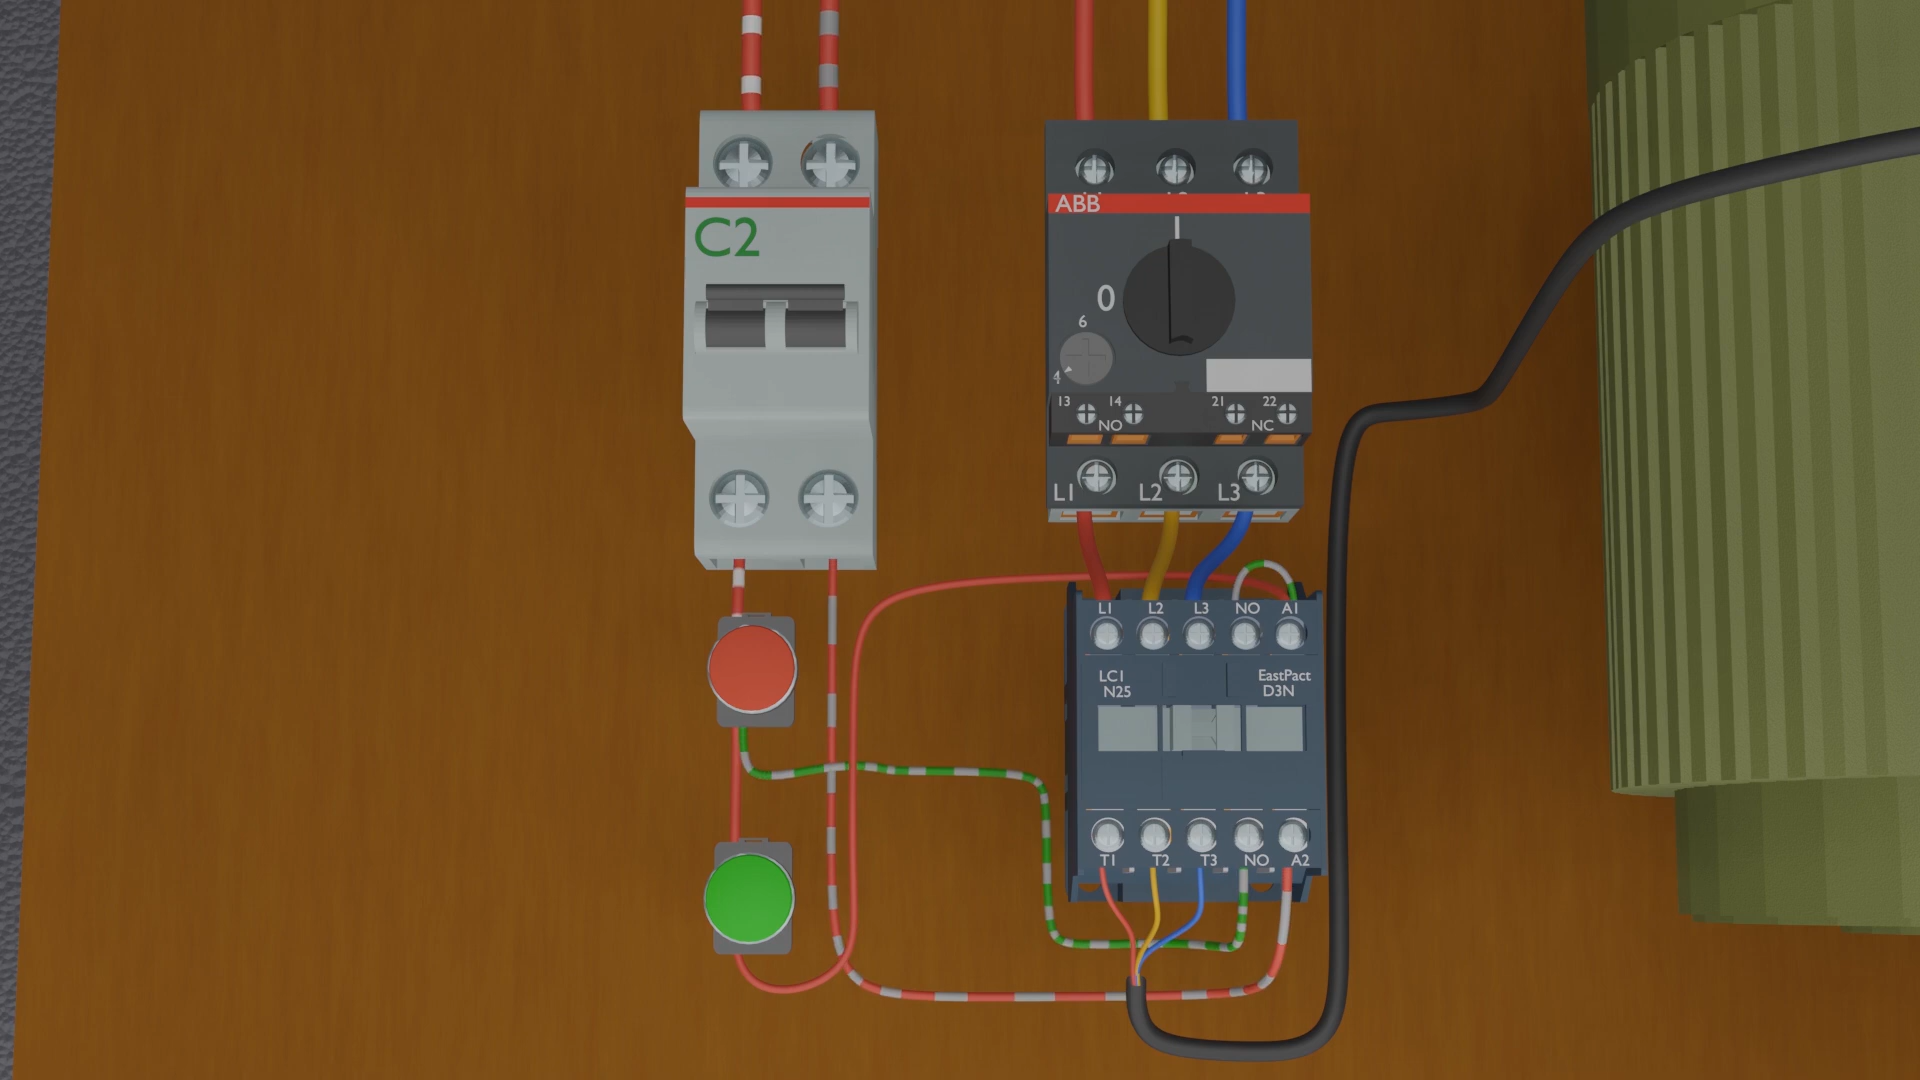 C2
ABB
0
6
4
13 14 21 22
NO NC
L1 L2 L3
L1 L2 L3 NO A1
LC1 EastPact
N25 D3N
T1 T2 T3 NO A2